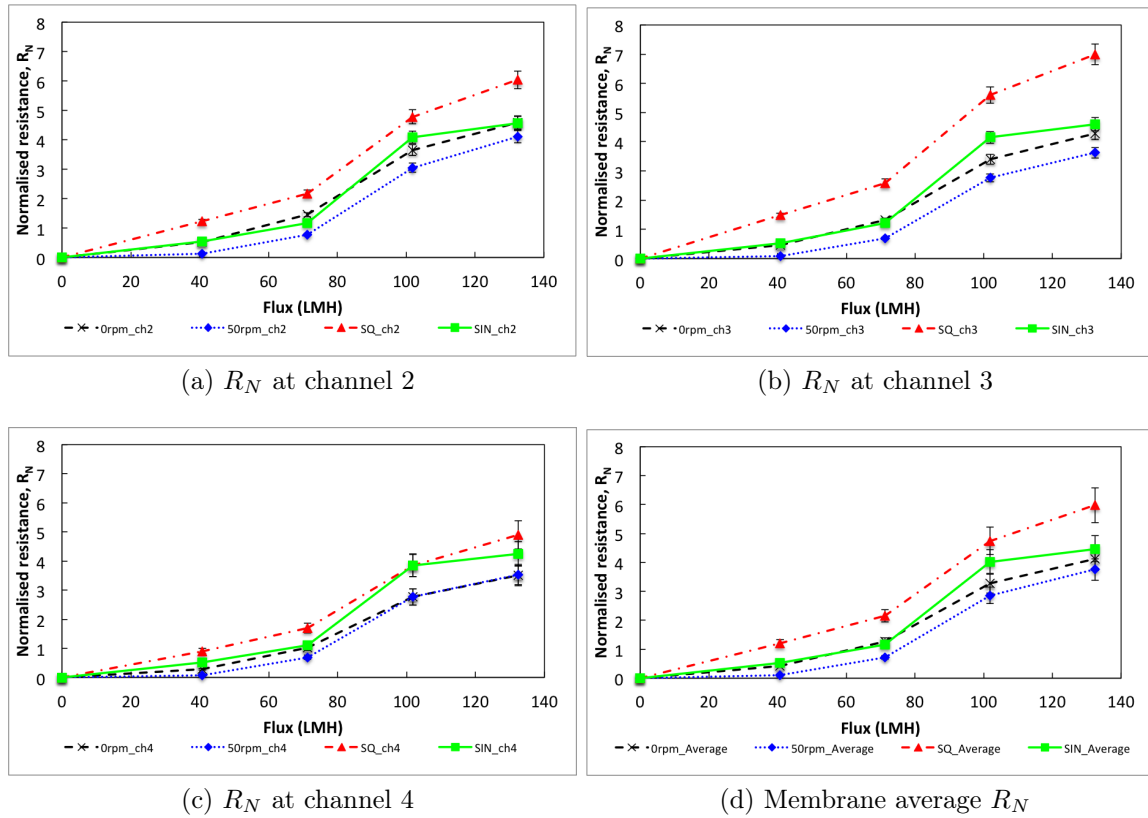 8
7
6
5
4
3
2
1
0
Normalised resistance, R_N
0 20 40 60 80 100 120 140
Flux (LMH)
0rpm_ch2 50rpm_ch2 SQ_ch2 SIN_ch2
(a) R_N at channel 2
8
7
6
5
4
3
2
1
0
Normalised resistance, R_N
0 20 40 60 80 100 120 140
Flux (LMH)
0rpm_ch3 50rpm_ch3 SQ_ch3 SIN_ch3
(b) R_N at channel 3
8
7
6
5
4
3
2
1
0
Normalised resistance, R_N
0 20 40 60 80 100 120 140
Flux (LMH)
0rpm_ch4 50rpm_ch4 SQ_ch4 SIN_ch4
(c) R_N at channel 4
8
7
6
5
4
3
2
1
0
Normalised resistance, R_N
0 20 40 60 80 100 120 140
Flux (LMH)
0rpm_Average 50rpm_Average SQ_Average SIN_Average
(d) Membrane average R_N